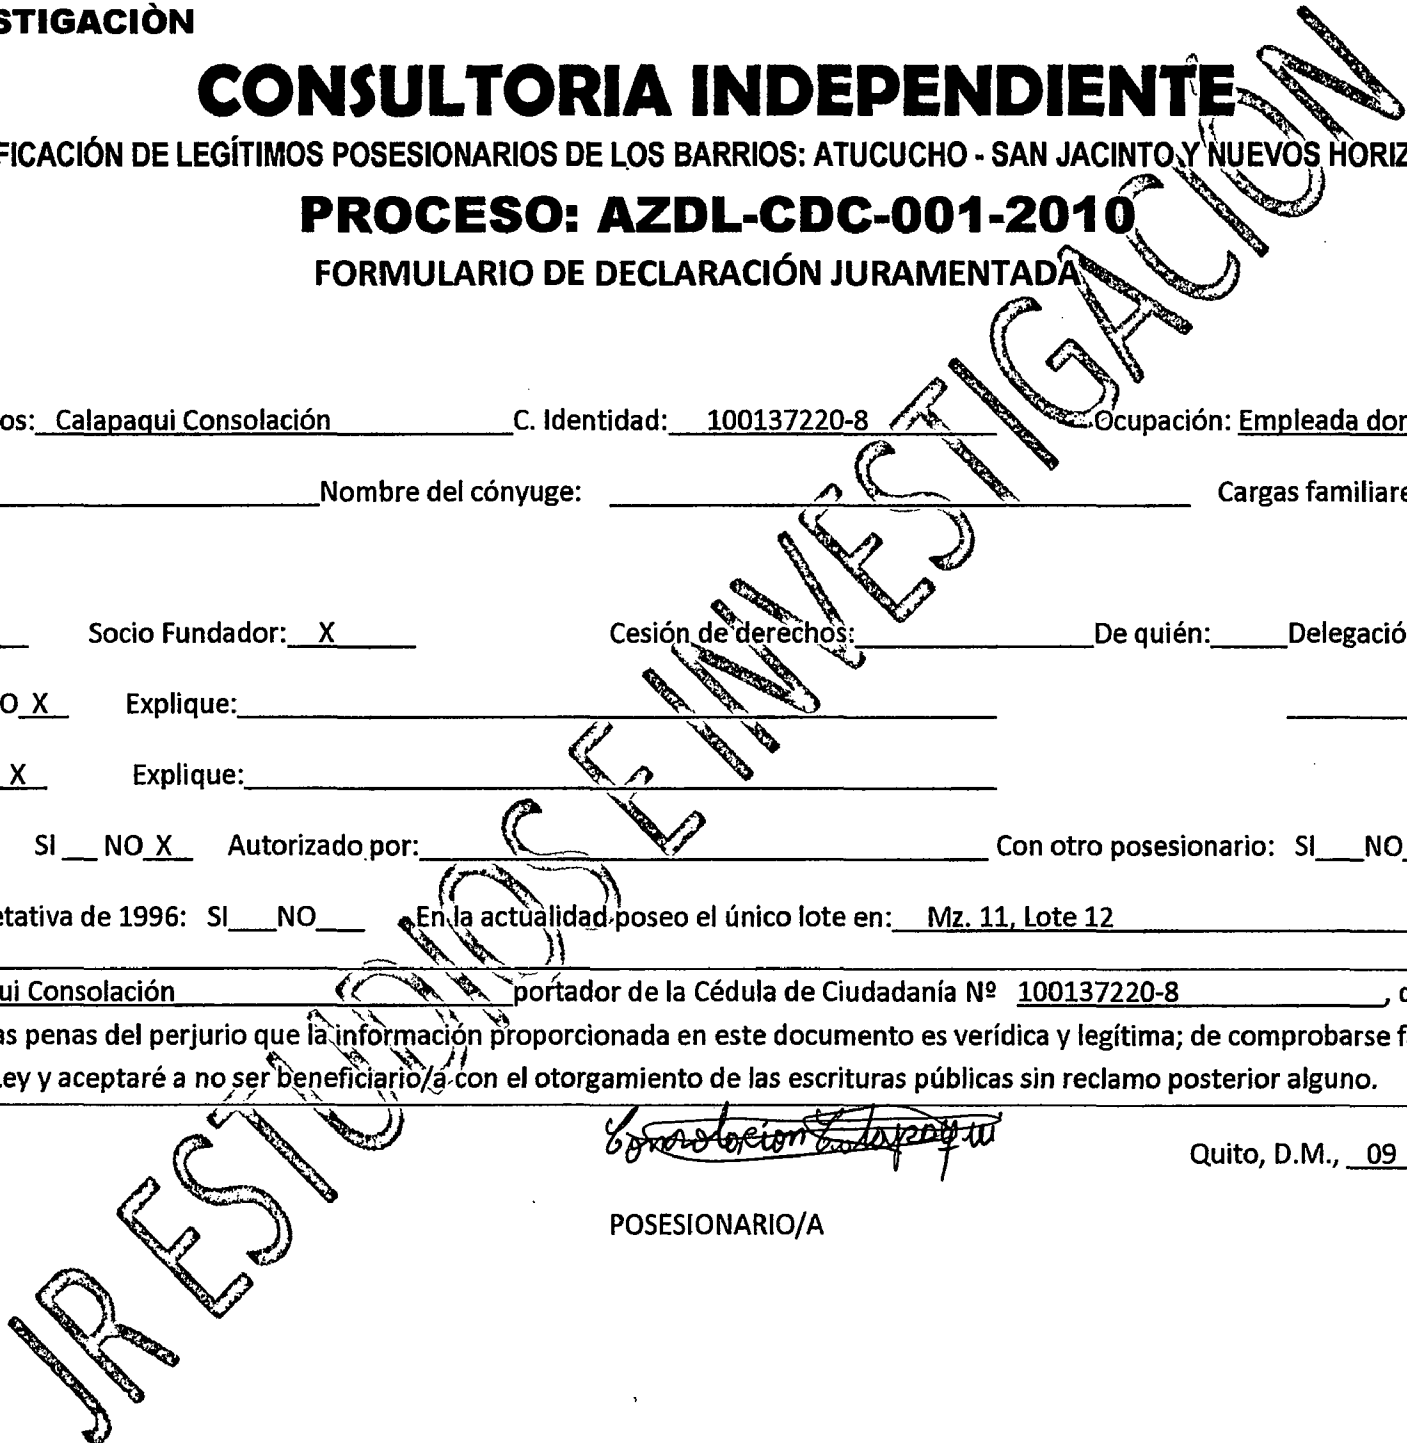 STIGACIÒN
CONSULTORIA INDEPENDIENTE
FICACIÓN DE LEGÍTIMOS POSESIONARIOS DE LOS BARRIOS: ATUCUCHO - SAN JACINTO Y NUEVOS HORIZ
PROCESO: AZDL-CDC-001-2010
FORMULARIO DE DECLARACIÓN JURAMENTADA
os: Calapaqui Consolación C. Identidad: 100137220-8 Ocupación: Empleada dor
Nombre del cónyuge: Cargas familiare
Socio Fundador: X Cesión de derechos: De quién: Delegació
O X Explique:
X Explique:
SI NO X Autorizado por: Con otro posesionario: SI NO
etativa de 1996: SI NO En la actualidad poseo el único lote en: Mz. 11, Lote 12
ui Consolación portador de la Cédula de Ciudadanía Nº 100137220-8 , d
as penas del perjurio que la información proporcionada en este documento es verídica y legítima; de comprobarse f
Ley y aceptaré a no ser beneficiario/a con el otorgamiento de las escrituras públicas sin reclamo posterior alguno.
Consolacion Calapaqui
Quito, D.M., 09
POSESIONARIO/A
JR ESTUDIOS E INVESTIGACION